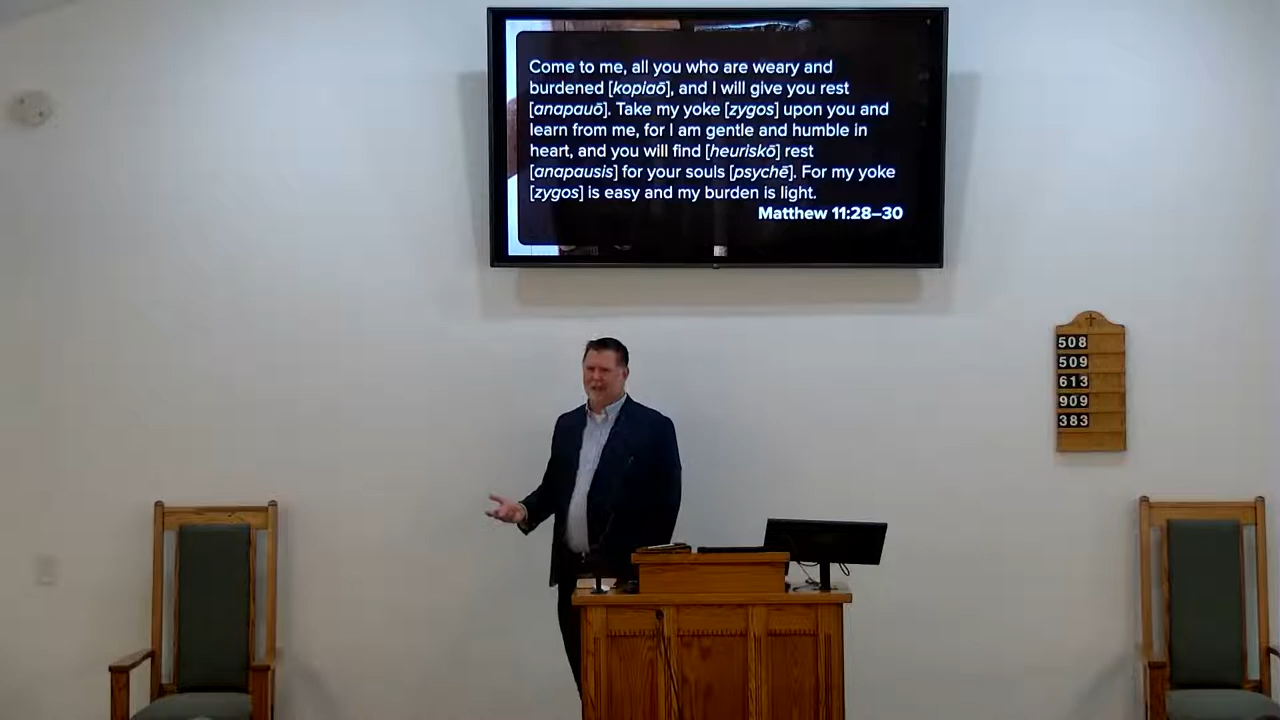 Come to me, all you who are weary and
burdened [kopiaō], and I will give you rest
[anapauō]. Take my yoke [zygos] upon you and
learn from me, for I am gentle and humble in
heart, and you will find [heuriskō] rest
[anapausis] for your souls [psychē]. For my yoke
[zygos] is easy and my burden is light.
Matthew 11:28–30
508
509
613
909
383